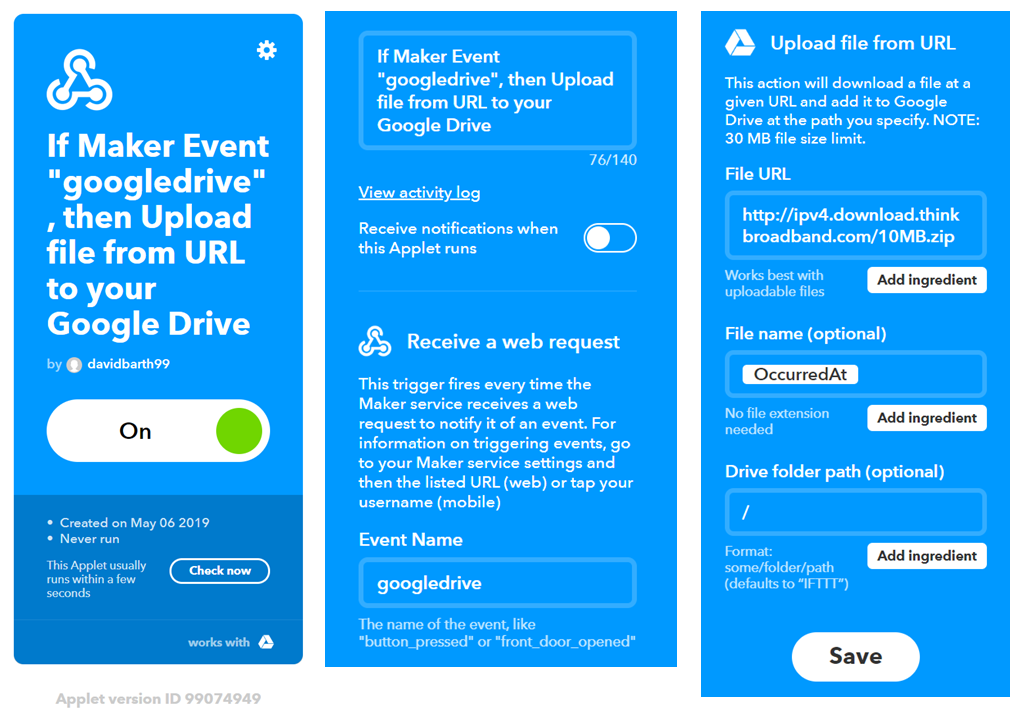 If Maker Event
"googledrive"
, then Upload
file from URL
to your
Google Drive
by davidbarth99
On
• Created on May 06 2019
• Never run
This Applet usually
runs within a few
seconds
Check now
works with
Applet version ID 99074949
If Maker Event
"googledrive", then Upload
file from URL to your
Google Drive
76/140
View activity log
Receive notifications when
this Applet runs
Receive a web request
This trigger fires every time the
Maker service receives a web
request to notify it of an event. For
information on triggering events, go
to your Maker service settings and
then the listed URL (web) or tap your
username (mobile)
Event Name
googledrive
The name of the event, like
"button_pressed" or "front_door_opened"
Upload file from URL
This action will download a file at a
given URL and add it to Google
Drive at the path you specify. NOTE:
30 MB file size limit.
File URL
http://ipv4.download.think
broadband.com/10MB.zip
Works best with
uploadable files
Add ingredient
File name (optional)
OccurredAt
No file extension
needed
Add ingredient
Drive folder path (optional)
/
Format:
some/folder/path
(defaults to “IFTTT”)
Add ingredient
Save